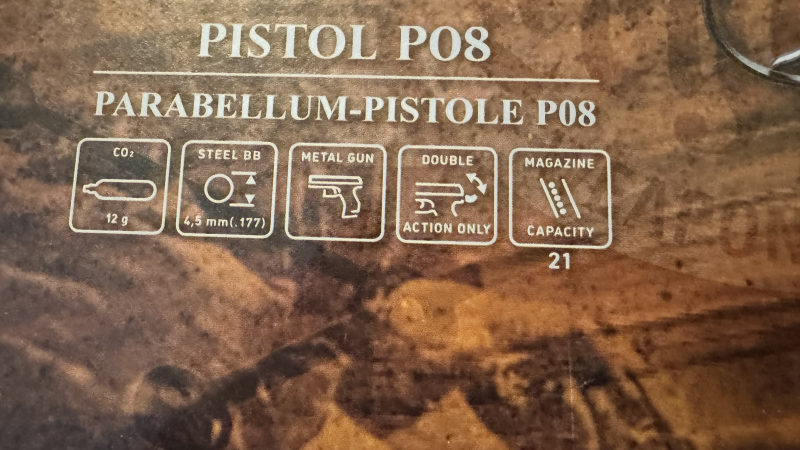 PISTOL P08
PARABELLUM-PISTOLE P08
CO₂
12 g
STEEL BB
4,5 mm(.177)
METAL GUN
DOUBLE
ACTION ONLY
MAGAZINE
CAPACITY
21